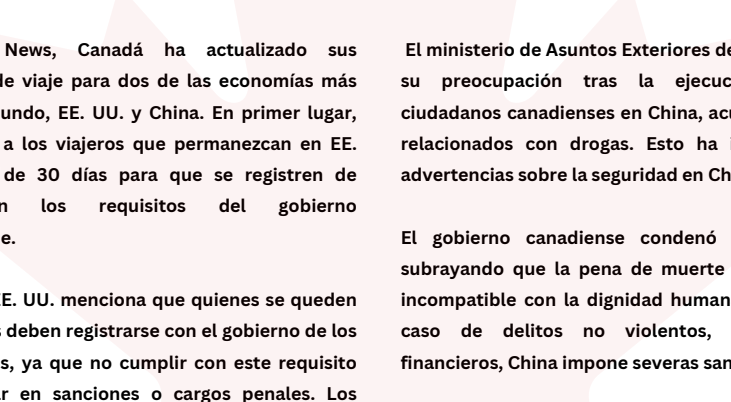 News, Canadá ha actualizado sus
de viaje para dos de las economías más
undo, EE. UU. y China. En primer lugar,
a los viajeros que permanezcan en EE.
de 30 días para que se registren de
n los requisitos del gobierno
e.
E. UU. menciona que quienes se queden
s deben registrarse con el gobierno de los
s, ya que no cumplir con este requisito
r en sanciones o cargos penales. Los
El ministerio de Asuntos Exteriores de
su preocupación tras la ejecuc
ciudadanos canadienses en China, acu
relacionados con drogas. Esto ha
advertencias sobre la seguridad en Ch
El gobierno canadiense condenó
subrayando que la pena de muerte
incompatible con la dignidad human
caso de delitos no violentos,
financieros, China impone severas san